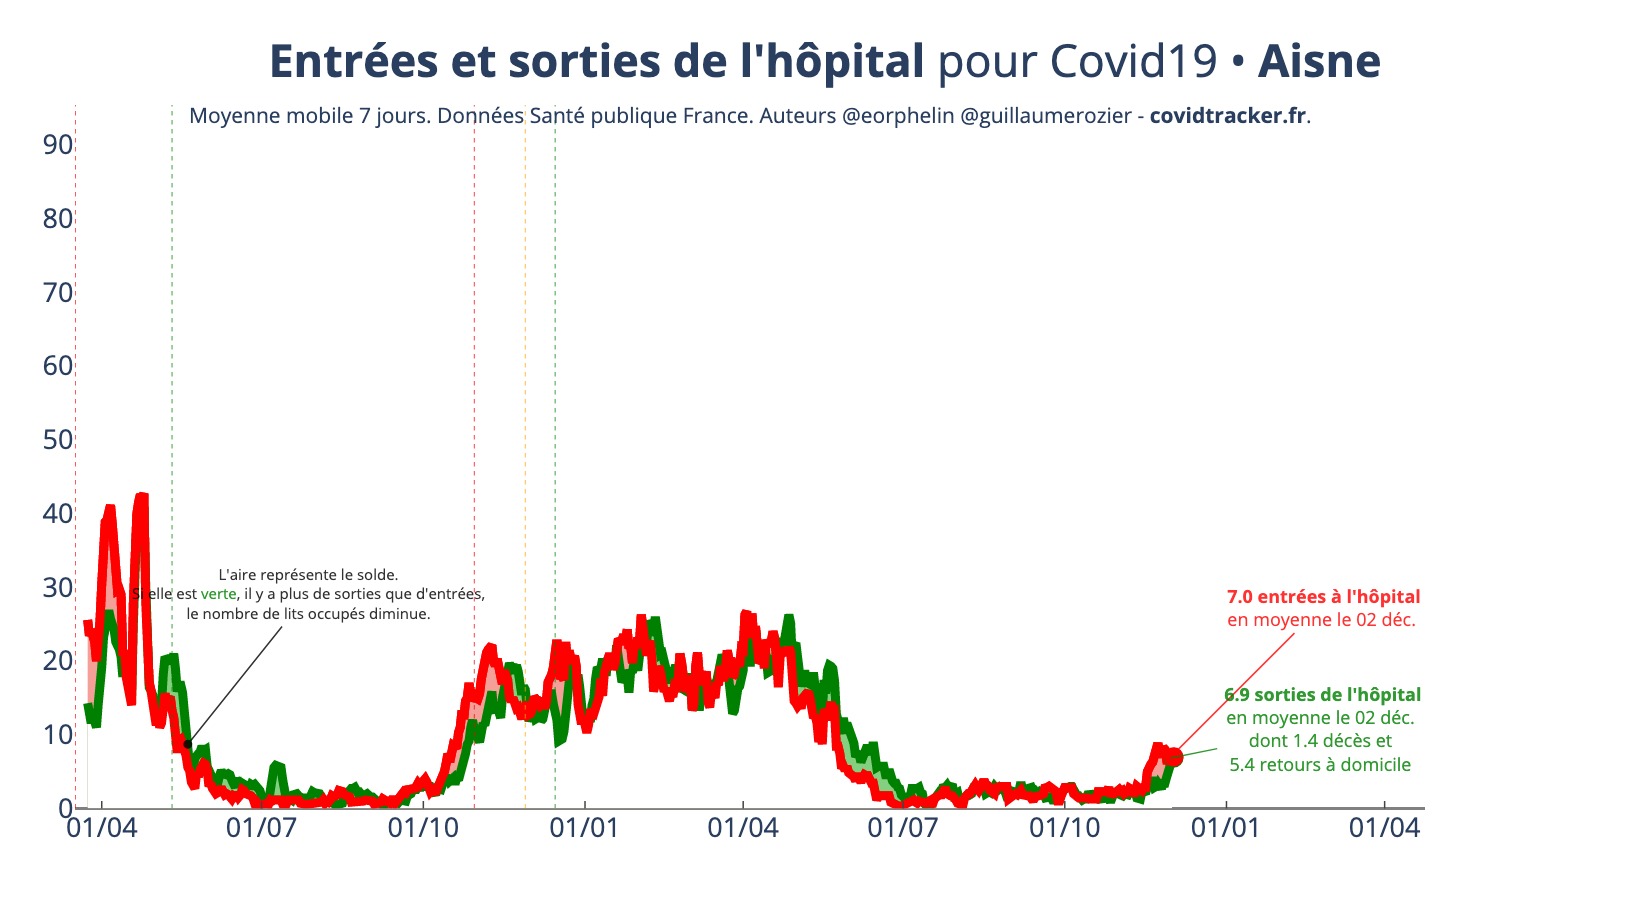 Entrées et sorties de l'hôpital pour Covid19 • Aisne
Moyenne mobile 7 jours. Données Santé publique France. Auteurs @eorphelin @guillaumerozier - covidtracker.fr.
90
80
70
60
50
40
30
20
10
0
L'aire représente le solde.
Si elle est verte, il y a plus de sorties que d'entrées,
le nombre de lits occupés diminue.
7.0 entrées à l'hôpital
en moyenne le 02 déc.
6.9 sorties de l'hôpital
en moyenne le 02 déc.
dont 1.4 décès et
5.4 retours à domicile
01/04 01/07 01/10 01/01 01/04 01/07 01/10 01/01 01/04